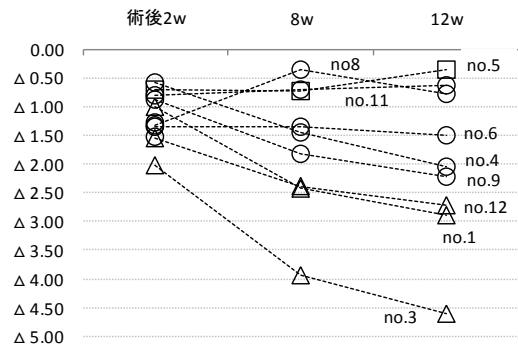 術後2w 8w 12w
0.00
△ 0.50
△ 1.00
△ 1.50
△ 2.00
△ 2.50
△ 3.00
△ 3.50
△ 4.00
△ 4.50
△ 5.00
no8
no.5
no.11
no.6
no.4
no.9
no.12
no.1
no.3